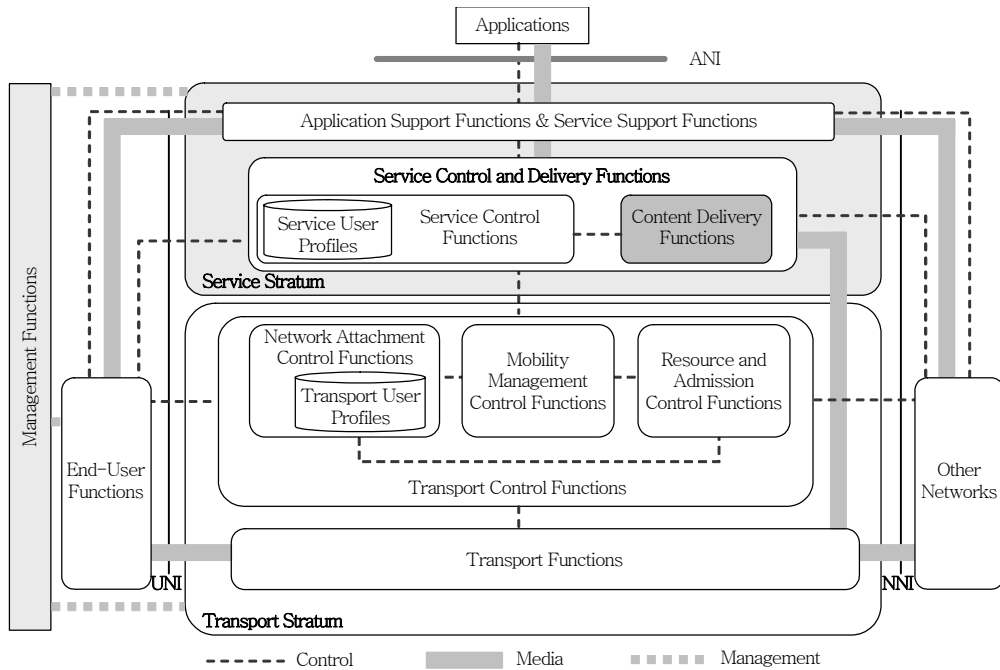 Applications
ANI
Application Support Functions & Service Support Functions
Service Control and Delivery Functions
Service User
Profiles
Service Control
Functions
Content Delivery
Functions
Service Stratum
Management Functions
Network Attachment
Control Functions
Transport User
Profiles
Mobility
Management
Control Functions
Resource and
Admission
Control Functions
Transport Control Functions
End-User
Functions
Other
Networks
Transport Functions
UNI
NNI
Transport Stratum
Control
Media
Management